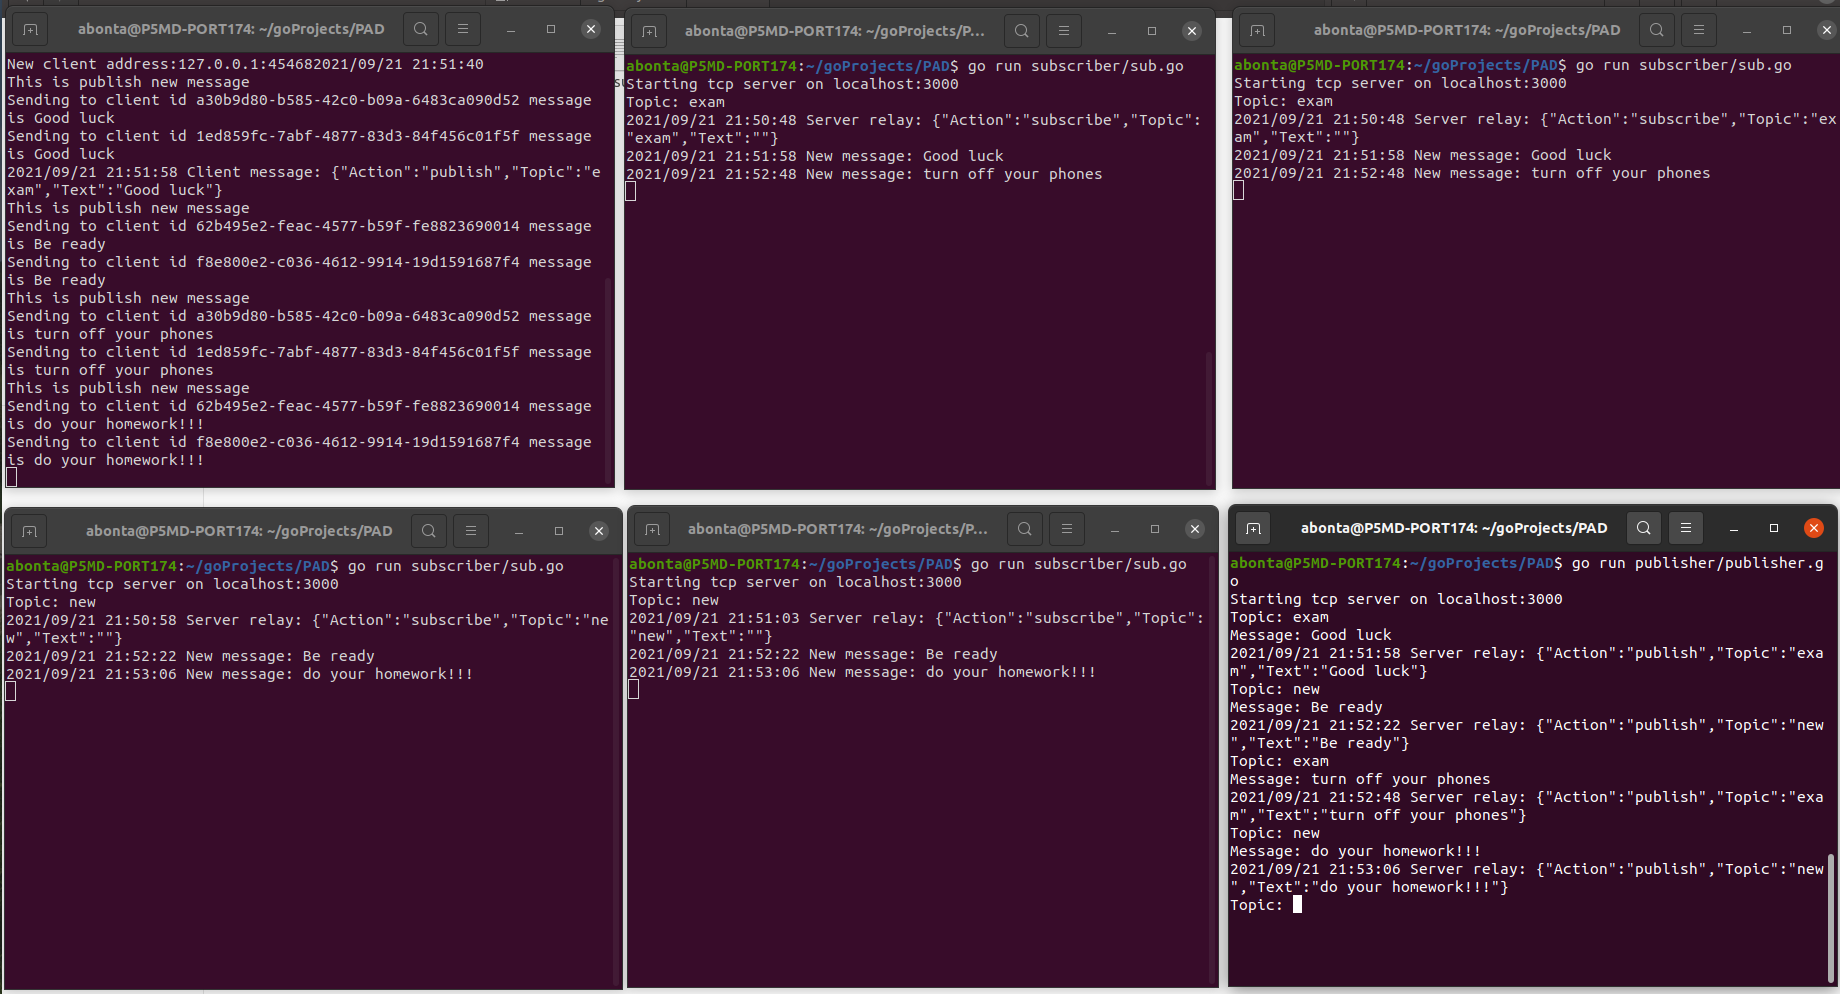 abonta@P5MD-PORT174: ~/goProjects/PAD
New client address:127.0.0.1:454682021/09/21 21:51:40
This is publish new message
Sending to client id a30b9d80-b585-42c0-b09a-6483ca090d52 message
is Good luck
Sending to client id 1ed859fc-7abf-4877-83d3-84f456c01f5f message
is Good luck
2021/09/21 21:51:58 Client message: {"Action":"publish","Topic":"e
xam","Text":"Good luck"}
This is publish new message
Sending to client id 62b495e2-feac-4577-b59f-fe8823690014 message
is Be ready
Sending to client id f8e800e2-c036-4612-9914-19d1591687f4 message
is Be ready
This is publish new message
Sending to client id a30b9d80-b585-42c0-b09a-6483ca090d52 message
is turn off your phones
Sending to client id 1ed859fc-7abf-4877-83d3-84f456c01f5f message
is turn off your phones
This is publish new message
Sending to client id 62b495e2-feac-4577-b59f-fe8823690014 message
is do your homework!!!
Sending to client id f8e800e2-c036-4612-9914-19d1591687f4 message
is do your homework!!!
abonta@P5MD-PORT174: ~/goProjects/P...
abonta@P5MD-PORT174:~/goProjects/PAD$ go run subscriber/sub.go
Starting tcp server on localhost:3000
Topic: exam
2021/09/21 21:50:48 Server relay: {"Action":"subscribe","Topic":
"exam","Text":""}
2021/09/21 21:51:58 New message: Good luck
2021/09/21 21:52:48 New message: turn off your phones
abonta@P5MD-PORT174: ~/goProjects/PAD
abonta@P5MD-PORT174:~/goProjects/PAD$ go run subscriber/sub.go
Starting tcp server on localhost:3000
Topic: exam
2021/09/21 21:50:48 Server relay: {"Action":"subscribe","Topic":"ex
am","Text":""}
2021/09/21 21:51:58 New message: Good luck
2021/09/21 21:52:48 New message: turn off your phones
abonta@P5MD-PORT174: ~/goProjects/PAD
abonta@P5MD-PORT174:~/goProjects/PAD$ go run subscriber/sub.go
Starting tcp server on localhost:3000
Topic: new
2021/09/21 21:50:58 Server relay: {"Action":"subscribe","Topic":"ne
w","Text":""}
2021/09/21 21:52:22 New message: Be ready
2021/09/21 21:53:06 New message: do your homework!!!
abonta@P5MD-PORT174: ~/goProjects/P...
abonta@P5MD-PORT174:~/goProjects/PAD$ go run subscriber/sub.go
Starting tcp server on localhost:3000
Topic: new
2021/09/21 21:51:03 Server relay: {"Action":"subscribe","Topic":
"new","Text":""}
2021/09/21 21:52:22 New message: Be ready
2021/09/21 21:53:06 New message: do your homework!!!
abonta@P5MD-PORT174: ~/goProjects/PAD
abonta@P5MD-PORT174:~/goProjects/PAD$ go run publisher/publisher.g
o
Starting tcp server on localhost:3000
Topic: exam
Message: Good luck
2021/09/21 21:51:58 Server relay: {"Action":"publish","Topic":"exa
m","Text":"Good luck"}
Topic: new
Message: Be ready
2021/09/21 21:52:22 Server relay: {"Action":"publish","Topic":"new
","Text":"Be ready"}
Topic: exam
Message: turn off your phones
2021/09/21 21:52:48 Server relay: {"Action":"publish","Topic":"exa
m","Text":"turn off your phones"}
Topic: new
Message: do your homework!!!
2021/09/21 21:53:06 Server relay: {"Action":"publish","Topic":"new
","Text":"do your homework!!!"}
Topic: